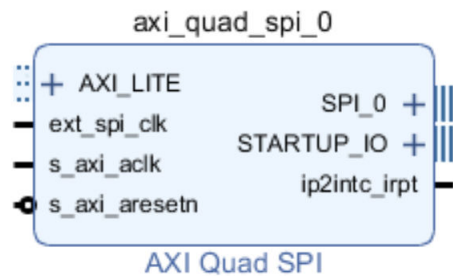 axi_quad_spi_0
AXI_LITE
ext_spi_clk
s_axi_aclk
s_axi_aresetn
SPI_0
STARTUP_IO
ip2intc_irpt
AXI Quad SPI